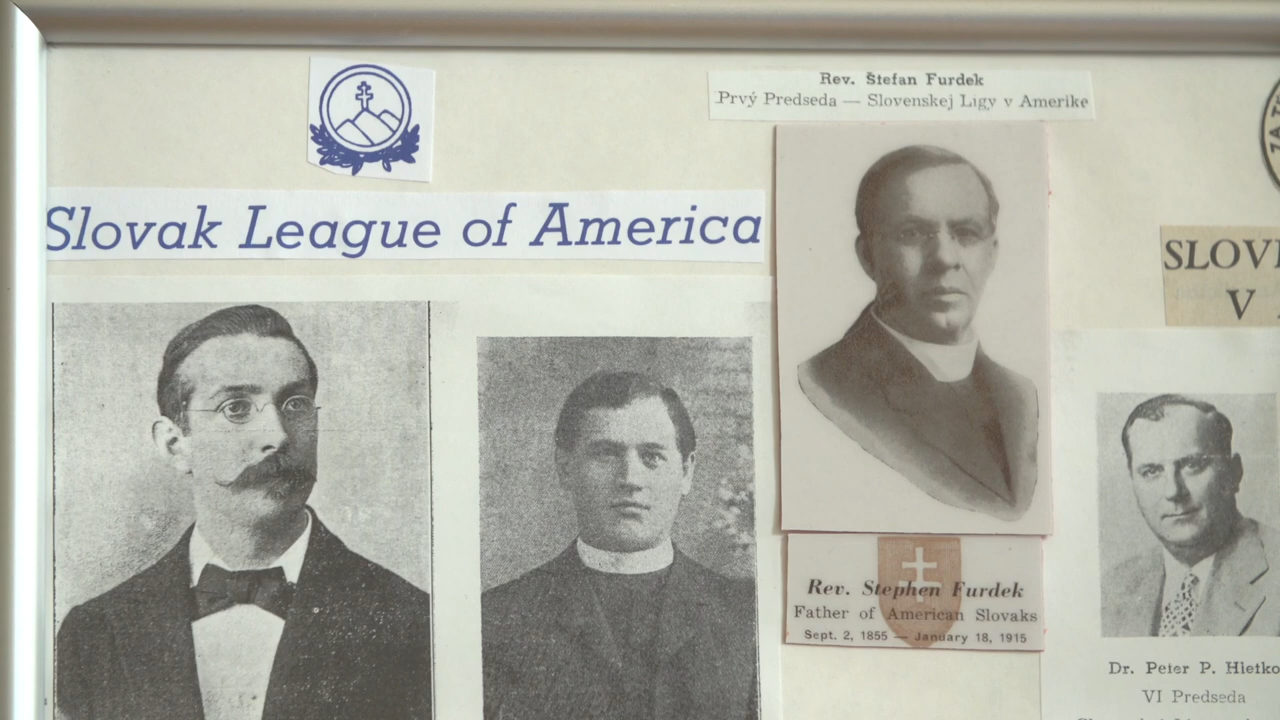 Slovak League of America
Rev. Štefan Furdek
Prvý Predseda — Slovenskej Ligy v Amerike
Rev. Stephen Furdek
Father of American Slovaks
Sept. 2, 1855 — January 18, 1915
ZA
SLOV
V
Dr. Peter P. Hletko
VI Predseda